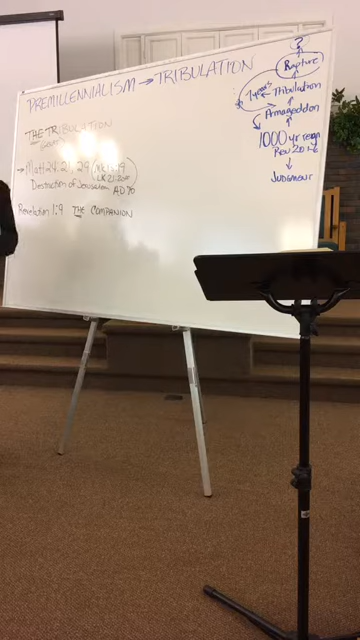 PREMILLENNIALISM → TRIBULATION
THE TRIBULATION
→ Matt 24:21, 29
Destruction of Jerusalem AD 70
Revelation 1:9 THE COMPANION
?
Rapture
7 years
Tribulation
Armageddon
1000 yr reign
Rev 20:1-6
JUDGMENT